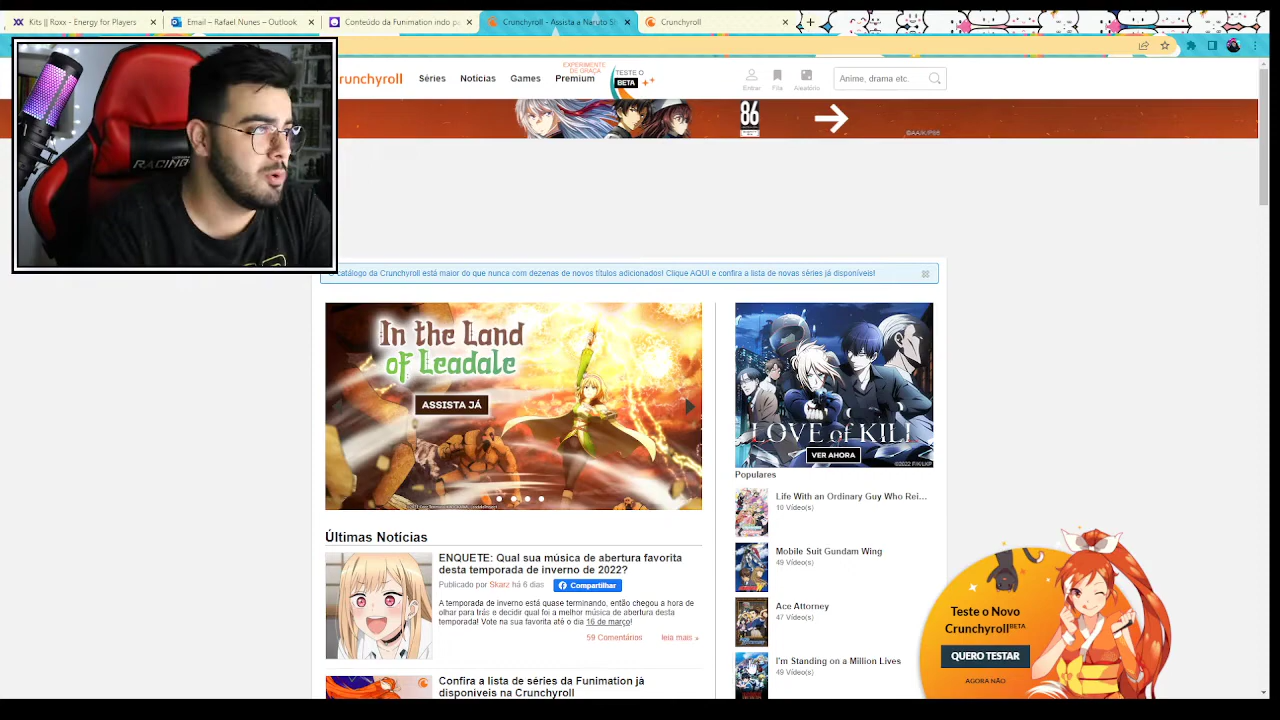 Kits || Roxx - Energy for Players
Email – Rafael Nunes – Outlook
Conteúdo da Funimation indo pa
Crunchyroll - Assista a Naruto S
Crunchyroll
RACING
runchyroll
Séries
Notícias
Games
EXPERIMENTE
DE GRAÇA
Premium
TESTE O
BETA
Entrar
Fila
Aleatório
Anime, drama etc.
86
catálogo da Crunchyroll está maior do que nunca com dezenas de novos títulos adicionados! Clique AQUI e confira a lista de novas séries já disponíveis!
In the Land
of Leadale
ASSISTA JÁ
LOVE of KILL
VER AHORA
Populares
Life With an Ordinary Guy Who Rei...
10 Vídeo(s)
Mobile Suit Gundam Wing
49 Vídeo(s)
Ace Attorney
47 Vídeo(s)
I'm Standing on a Million Lives
49 Vídeo(s)
Últimas Notícias
ENQUETE: Qual sua música de abertura favorita
desta temporada de inverno de 2022?
Publicado por Skarz há 6 dias
Compartilhar
A temporada de inverno está quase terminando, então chegou a hora de
olhar para trás e decidir qual foi a melhor música de abertura desta
temporada! Vote na sua favorita até o dia 16 de março!
59 Comentários
leia mais »
Confira a lista de séries da Funimation já
disponíveis na Crunchyroll
Teste o Novo
Crunchyroll BETA
QUERO TESTAR
AGORA NÃO